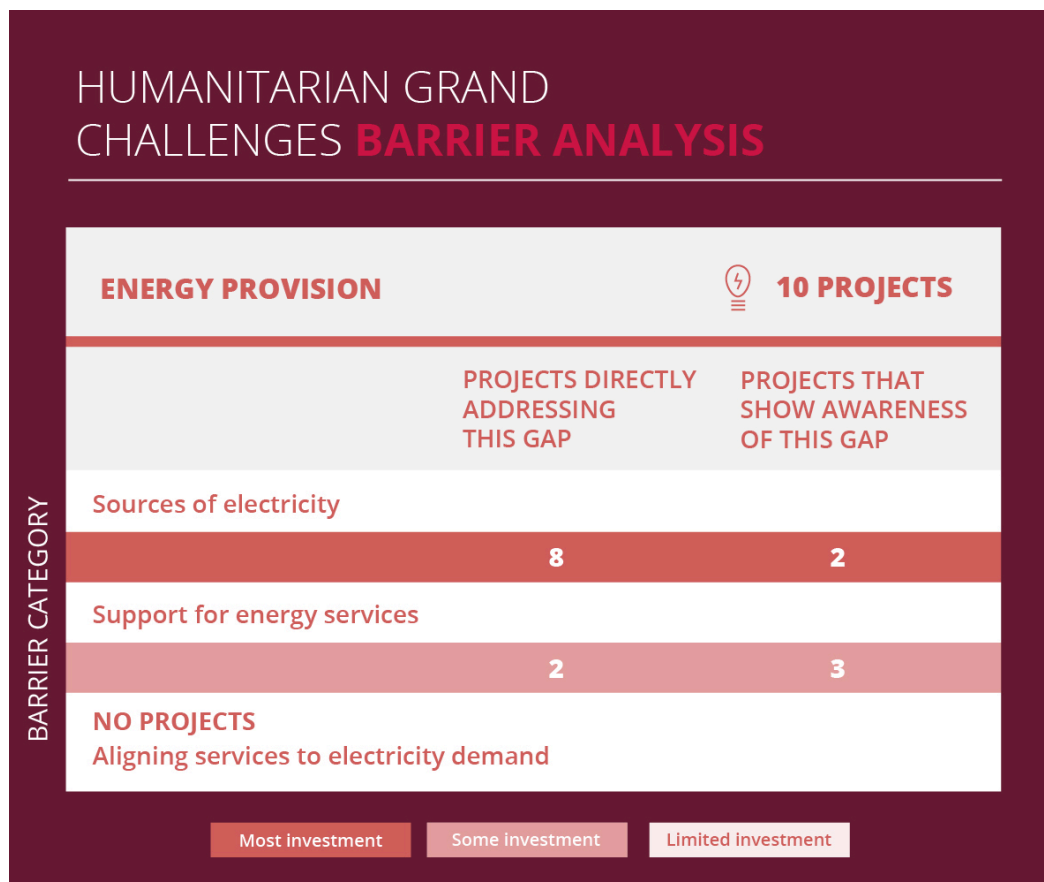 HUMANITARIAN GRAND
CHALLENGES BARRIER ANALYSIS
ENERGY PROVISION
10 PROJECTS
PROJECTS DIRECTLY
ADDRESSING
THIS GAP
PROJECTS THAT
SHOW AWARENESS
OF THIS GAP
BARRIER CATEGORY
Sources of electricity
8 2
Support for energy services
2 3
NO PROJECTS
Aligning services to electricity demand
Most investment
Some investment
Limited investment